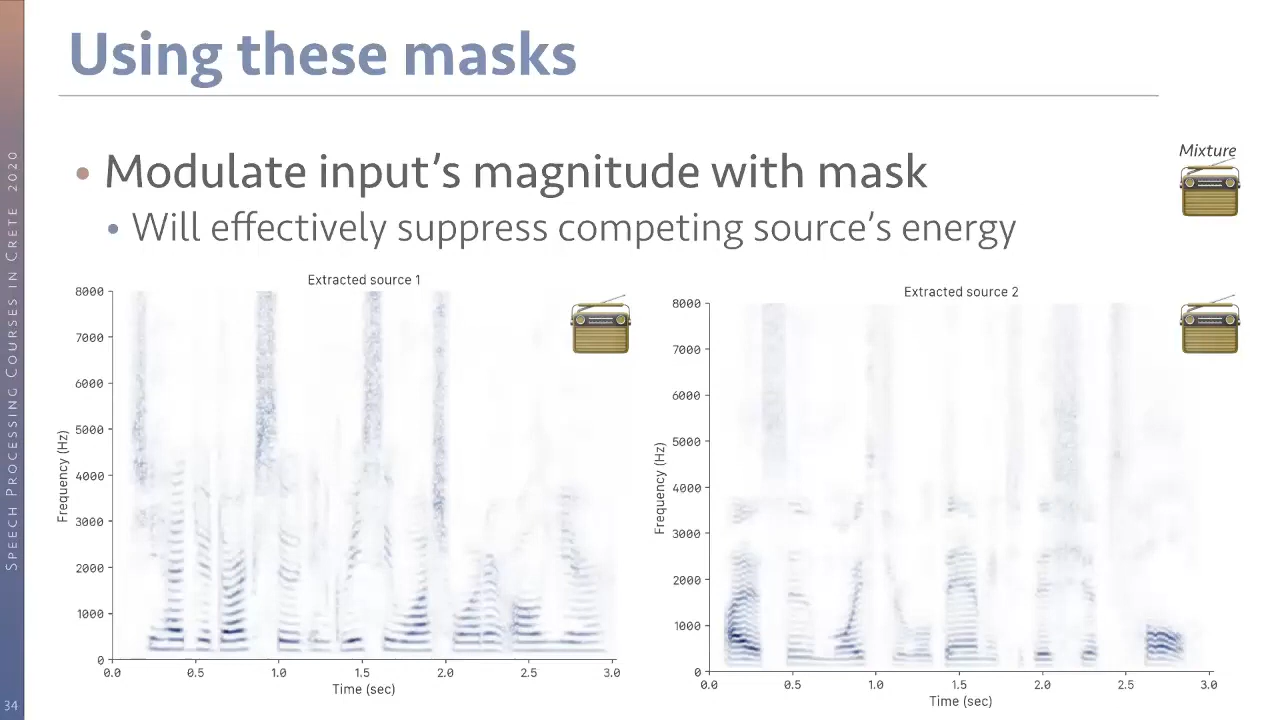 Using these masks
• Modulate input's magnitude with mask
• Will effectively suppress competing source's energy
Mixture
Extracted source 1
8000
7000
6000
5000
4000
3000
2000
1000
0
Frequency (Hz)
0.0 0.5 1.0 1.5 2.0 2.5 3.0
Time (sec)
Extracted source 2
8000
7000
6000
5000
4000
3000
2000
1000
0
Frequency (Hz)
0.0 0.5 1.0 1.5 2.0 2.5 3.0
Time (sec)
SPEECH PROCESSING COURSES IN CRETE 2020
34